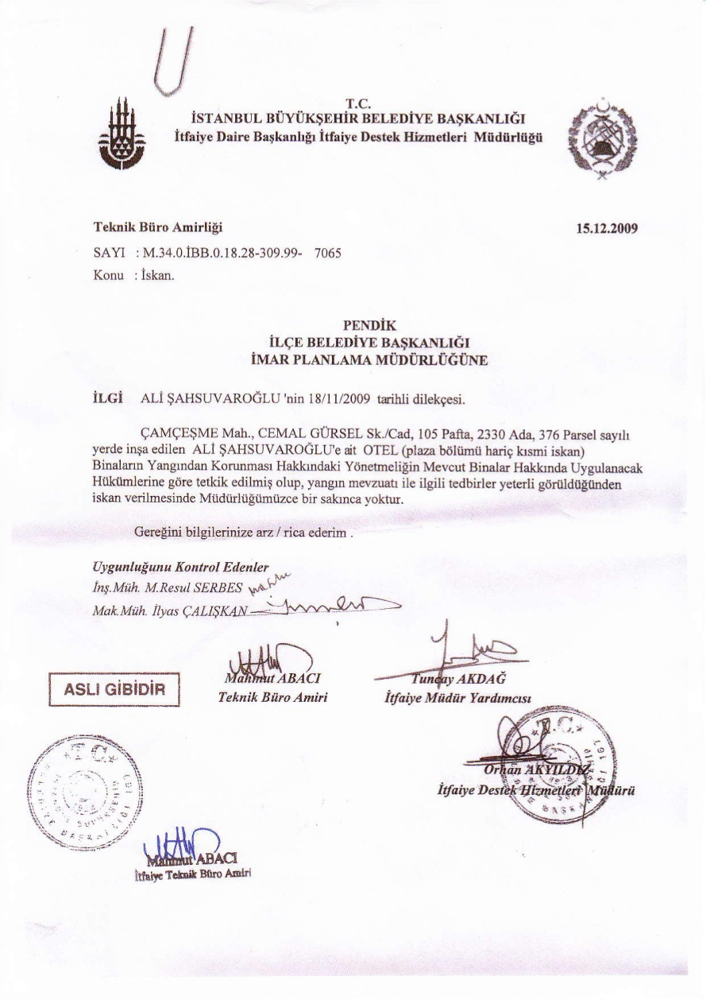 T.C.
İSTANBUL BÜYÜKŞEHİR BELEDİYE BAŞKANLIĞI
İtfaiye Daire Başkanlığı İtfaiye Destek Hizmetleri Müdürlüğü
Teknik Büro Amirliği 15.12.2009
SAYI : M.34.0.İBB.0.18.28-309.99- 7065
Konu : İskan.
PENDİK
İLÇE BELEDİYE BAŞKANLIĞI
İMAR PLANLAMA MÜDÜRLÜĞÜNE
İLGİ ALİ ŞAHSUVAROĞLU 'nin 18/11/2009 tarihli dilekçesi.
ÇAMÇEŞME Mah., CEMAL GÜRSEL Sk./Cad, 105 Pafta, 2330 Ada, 376 Parsel sayılı
yerde inşa edilen ALİ ŞAHSUVAROĞLU'e ait OTEL (plaza bölümü hariç kısmi iskan)
Binaların Yangından Korunması Hakkındaki Yönetmeliğin Mevcut Binalar Hakkında Uygulanacak
Hükümlerine göre tetkik edilmiş olup, yangın mevzuatı ile ilgili tedbirler yeterli görüldüğünden
iskan verilmesinde Müdürlüğümüzce bir sakınca yoktur.
Gereğini bilgilerinize arz / rica ederim .
Uygunluğunu Kontrol Edenler
İnş.Müh. M.Resul SERBES
Mak.Müh. İlyas ÇALIŞKAN
Mahmut ABACI
Teknik Büro Amiri
Tunçay AKDAĞ
İtfaiye Müdür Yardımcısı
ASLI GİBİDİR
T.C.
T.C.
Orhan AKYILDIZ
İtfaiye Destek Hizmetleri Müdürü
Mahmut ABACI
İtfaiye Teknik Büro Amiri